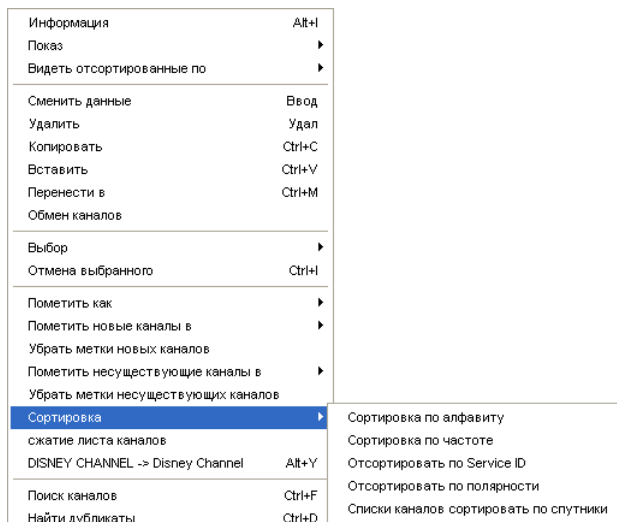 Информация Alt+I
Показ
Видеть отсортированные по
Сменить данные Ввод
Удалить Удал
Копировать Ctrl+C
Вставить Ctrl+V
Перенести в Ctrl+M
Обмен каналов
Выбор
Отмена выбранного Ctrl+I
Пометить как
Пометить новые каналы в
Убрать метки новых каналов
Пометить несуществующие каналы в
Убрать метки несуществующих каналов
Сортировка
сжатие листа каналов
DISNEY CHANNEL -> Disney Channel Alt+Y
Поиск каналов Ctrl+F
Найти дубликаты Ctrl+D
Сортировка по алфавиту
Сортировка по частоте
Отсортировать по Service ID
Отсортировать по полярности
Списки каналов сортировать по спутники